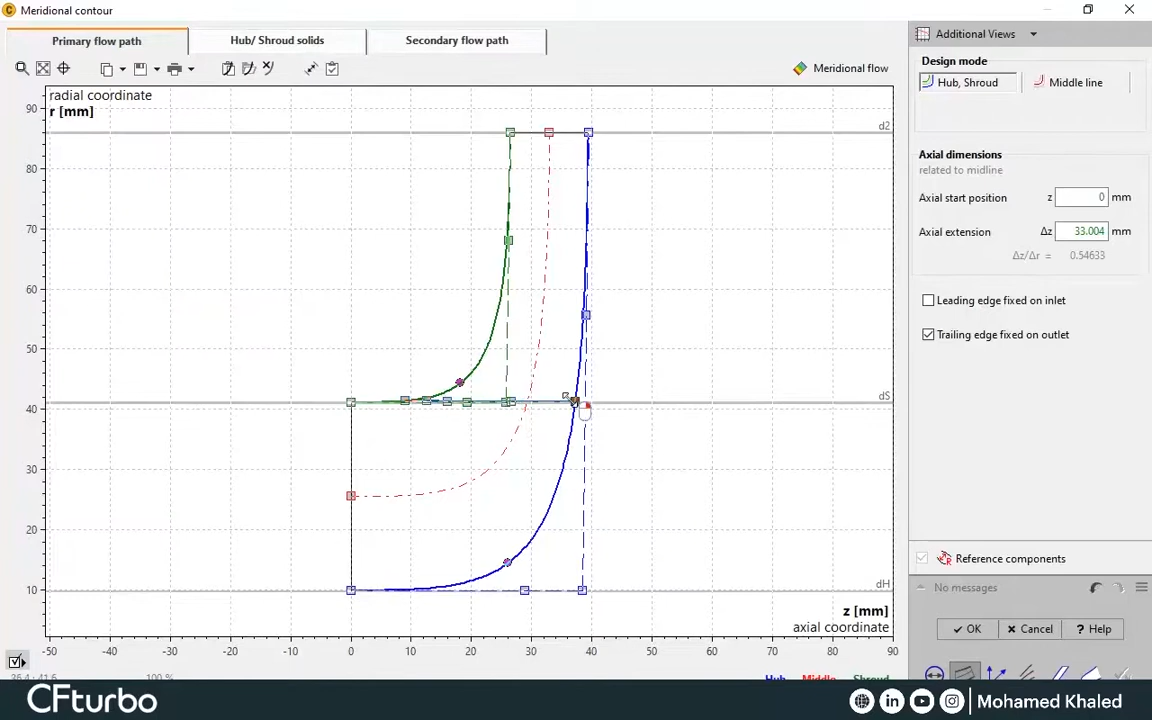 C Meridional contour
Primary flow path
Hub/ Shroud solids
Secondary flow path
Meridional flow
radial coordinate
r [mm]
90
80
70
60
50
40
30
20
10
d2
dS
dH
z [mm]
axial coordinate
-50 -40 -30 -20 -10 0 10 20 30 40 50 60 70 80 90
100 %
Hub Middle Shroud
Additional Views
Design mode
Hub, Shroud
Middle line
Axial dimensions
related to midline
Axial start position z 0 mm
Axial extension Δz 33.004 mm
Δz/Δr = 0.54633
Leading edge fixed on inlet
Trailing edge fixed on outlet
Reference components
No messages
OK
Cancel
? Help
CFturbo
Mohamed Khaled